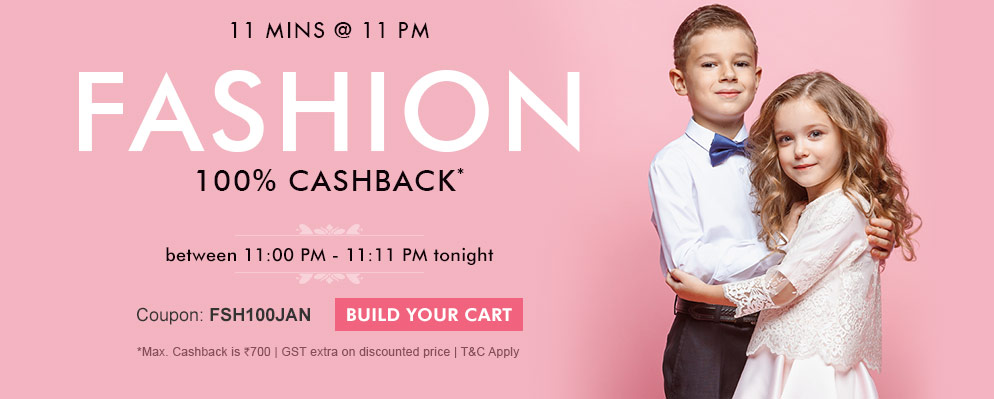 11 MINS @ 11 PM
FASHION
100% CASHBACK*
between 11:00 PM - 11:11 PM tonight
Coupon: FSH100JAN BUILD YOUR CART
*Max. Cashback is ₹700 | GST extra on discounted price | T&C Apply